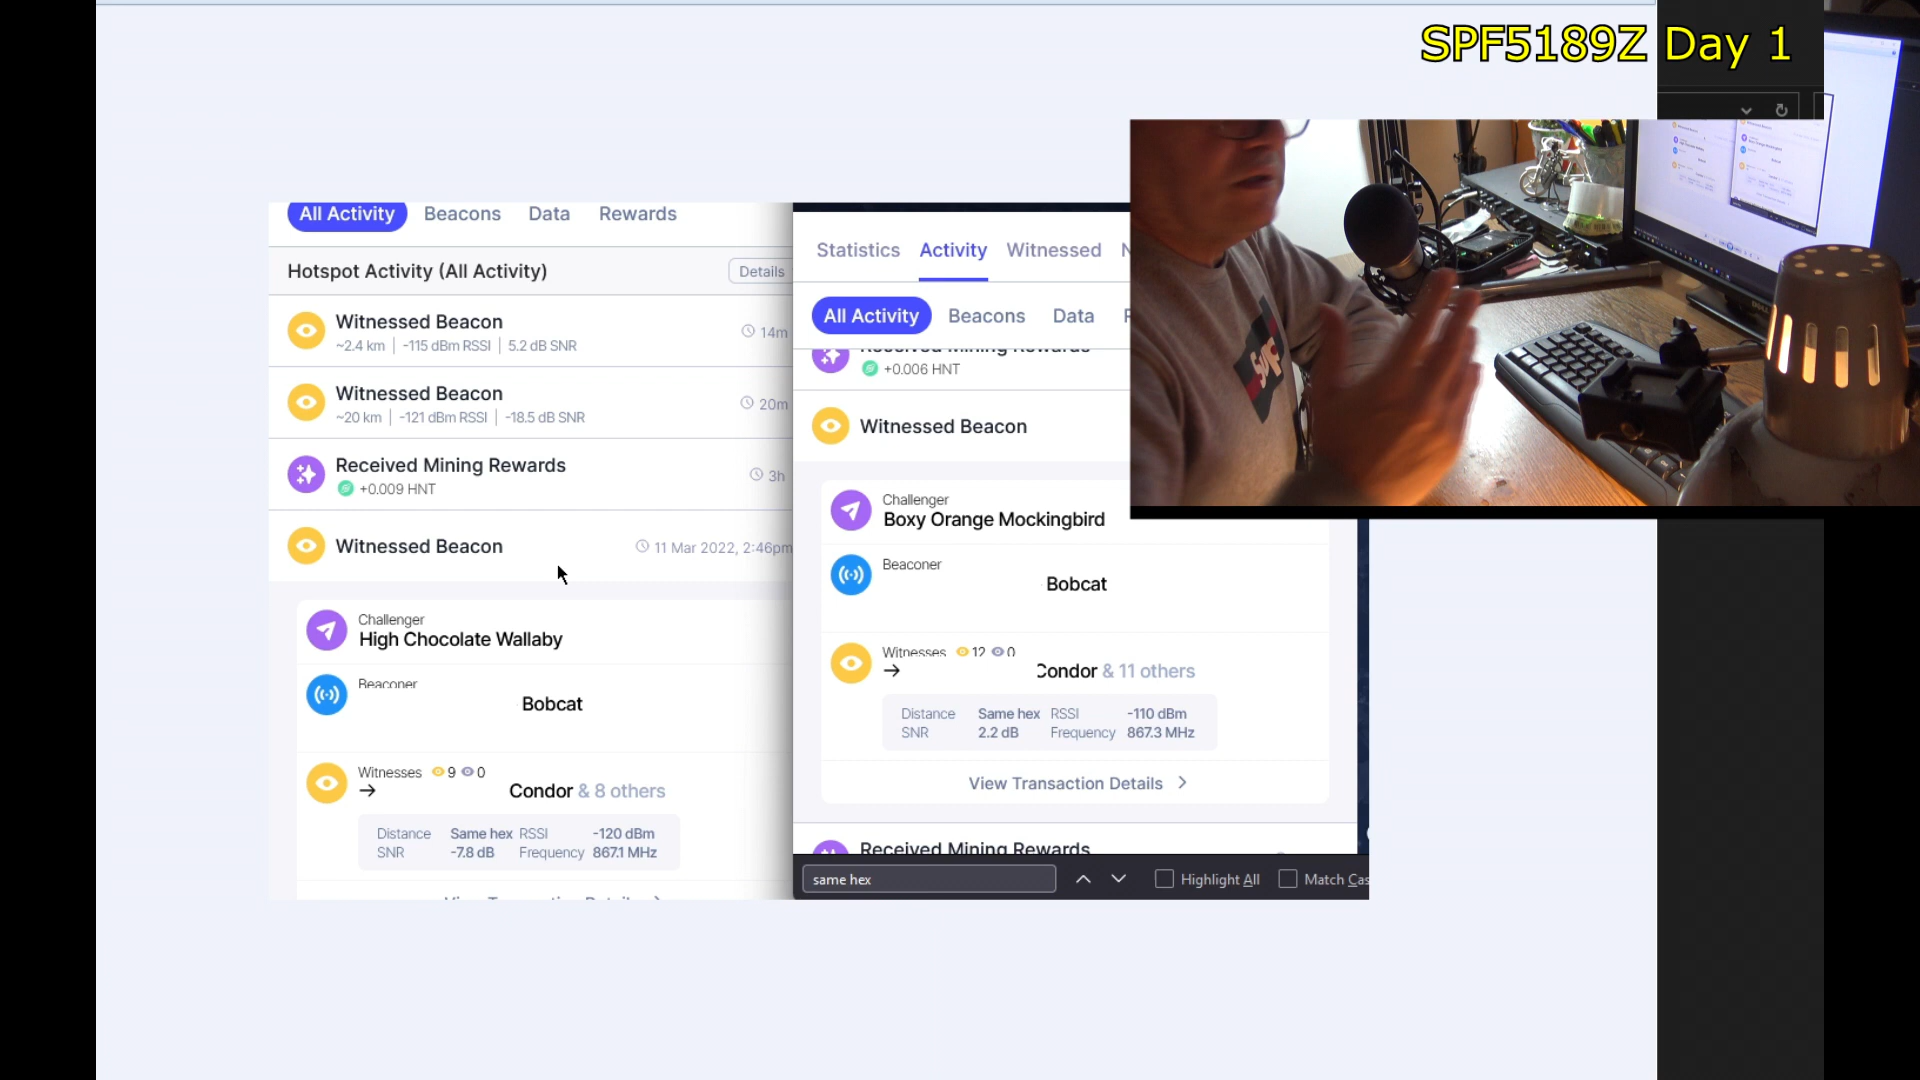 SPF5189Z Day 1
All Activity Beacons Data Rewards
Hotspot Activity (All Activity) Details
Witnessed Beacon 14m
~2.4 km | -115 dBm RSSI | 5.2 dB SNR
Witnessed Beacon 20m
~20 km | -121 dBm RSSI | -18.5 dB SNR
Received Mining Rewards 3h
+0.009 HNT
Witnessed Beacon 11 Mar 2022, 2:46pm
Challenger
High Chocolate Wallaby
Beaconer
Bobcat
Witnesses 9 0
→ Condor & 8 others
Distance Same hex RSSI -120 dBm
SNR -7.8 dB Frequency 867.1 MHz
Statistics Activity Witnessed
All Activity Beacons Data
Received Mining Rewards
+0.006 HNT
Witnessed Beacon
Challenger
Boxy Orange Mockingbird
Beaconer
Bobcat
Witnesses 12 0
→ Condor & 11 others
Distance Same hex RSSI -110 dBm
SNR 2.2 dB Frequency 867.3 MHz
View Transaction Details >
Received Mining Rewards
same hex Highlight All Match Cas